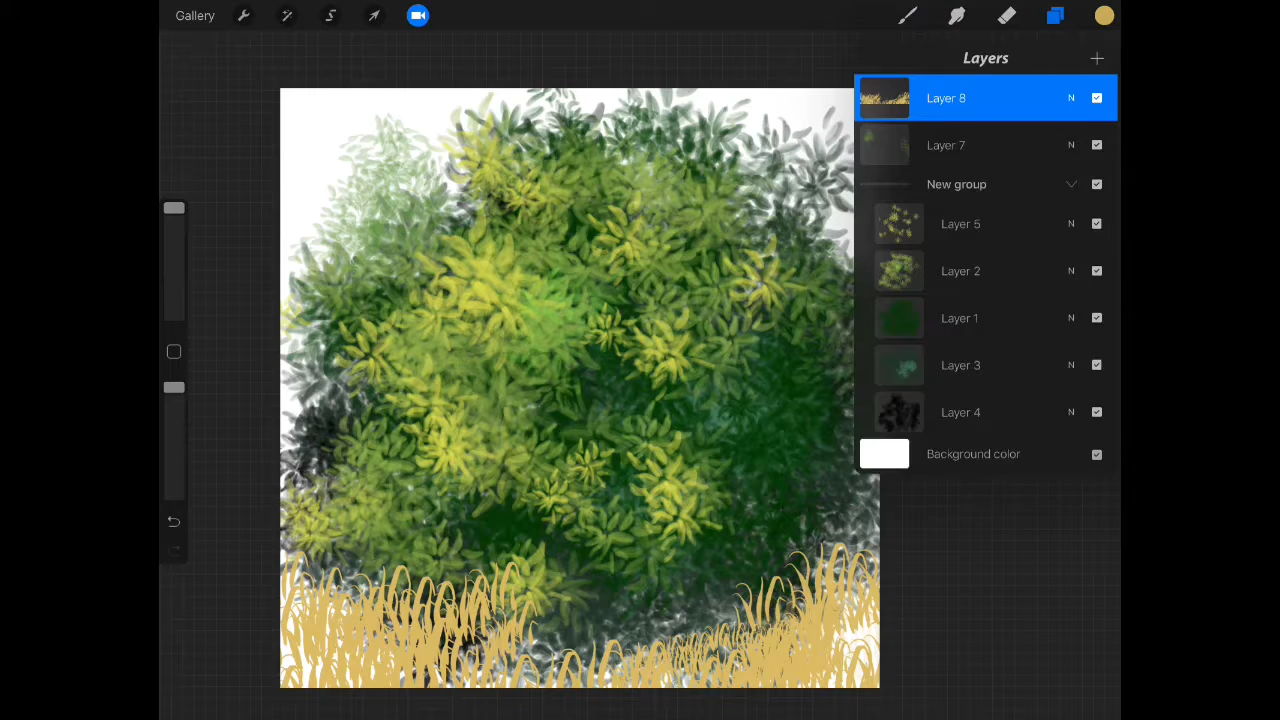 Gallery
Layers
Layer 8 N
Layer 7 N
New group
Layer 5 N
Layer 2 N
Layer 1 N
Layer 3 N
Layer 4 N
Background color